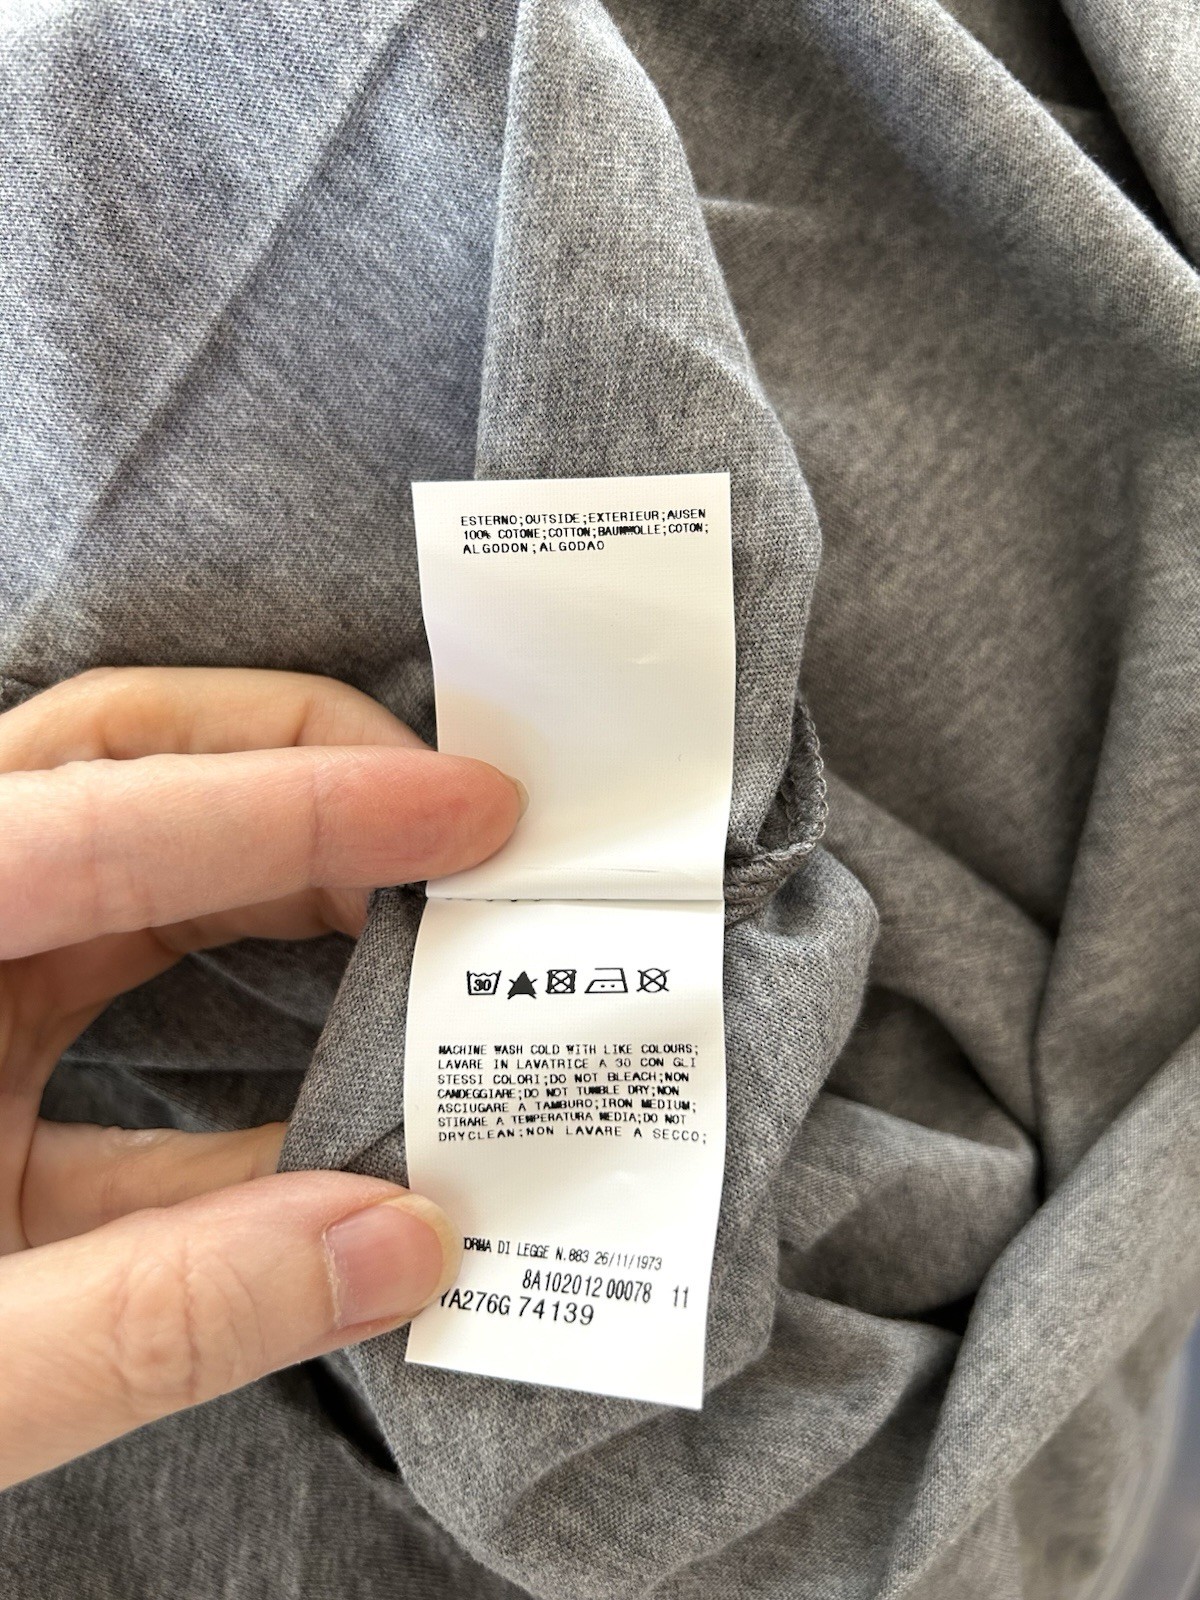 ESTERNO;OUTSIDE;EXTERIEUR;AUSEN
100% COTONE;COTTON;BAUMWOLLE;COTON;
ALGODON;ALGODAO
30
MACHINE WASH COLD WITH LIKE COLOURS;
LAVARE IN LAVATRICE A 30 CON GLI
STESSI COLORI;DO NOT BLEACH;NON
CANDEGGIARE;DO NOT TUMBLE DRY;NON
ASCIUGARE A TAMBURO;IRON MEDIUM;
STIRARE A TEMPERATURA MEDIA;DO NOT
DRYCLEAN;NON LAVARE A SECCO;
DI LEGGE N.883 26/11/1973
8A102012 00078 11
YA276G 74139